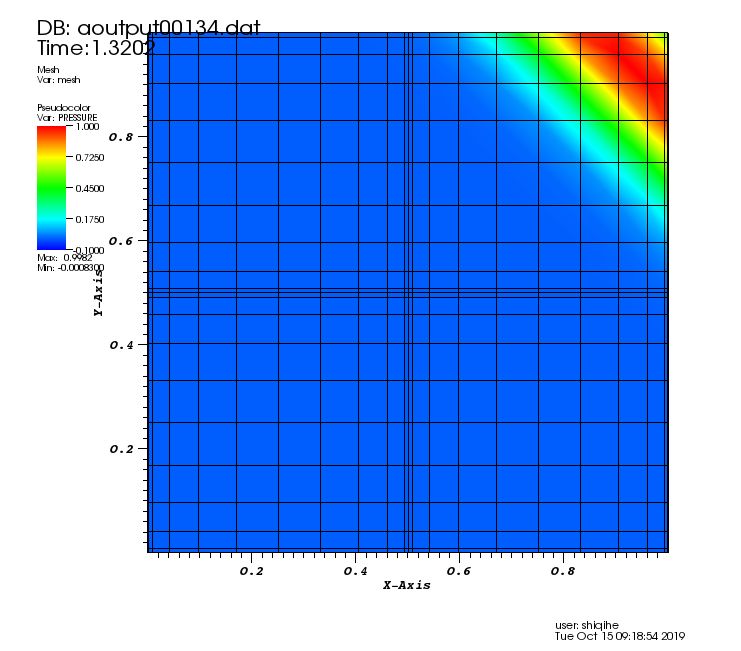 DB: aoutput00134.dat
Time:1.3202
Mesh
Var: mesh
Pseudocolor
Var: PRESSURE
1.000
0.7250
0.4500
0.1750
-0.1000
Max: 0.9982
Min: -0.0008300
Y-Axis
0.8
0.6
0.4
0.2
0.2 0.4 0.6 0.8
X-Axis
user: shiqihe
Tue Oct 15 09:18:54 2019